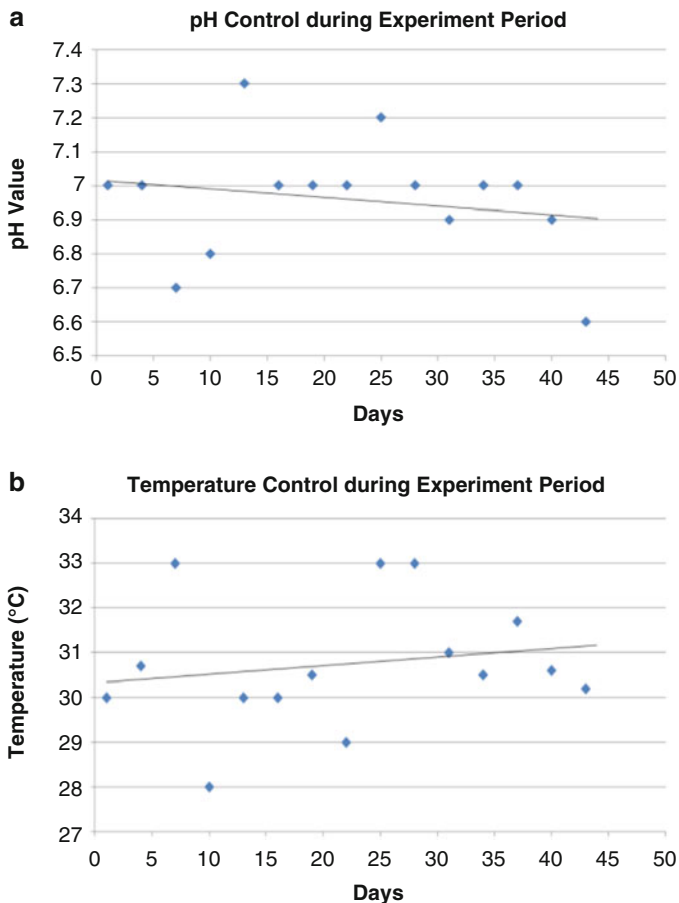 a
pH Control during Experiment Period
7.4
7.3
7.2
7.1
7
6.9
6.8
6.7
6.6
6.5
pH Value
0 5 10 15 20 25 30 35 40 45 50
Days
b
Temperature Control during Experiment Period
34
33
32
31
30
29
28
27
Temperature (°C)
0 5 10 15 20 25 30 35 40 45 50
Days